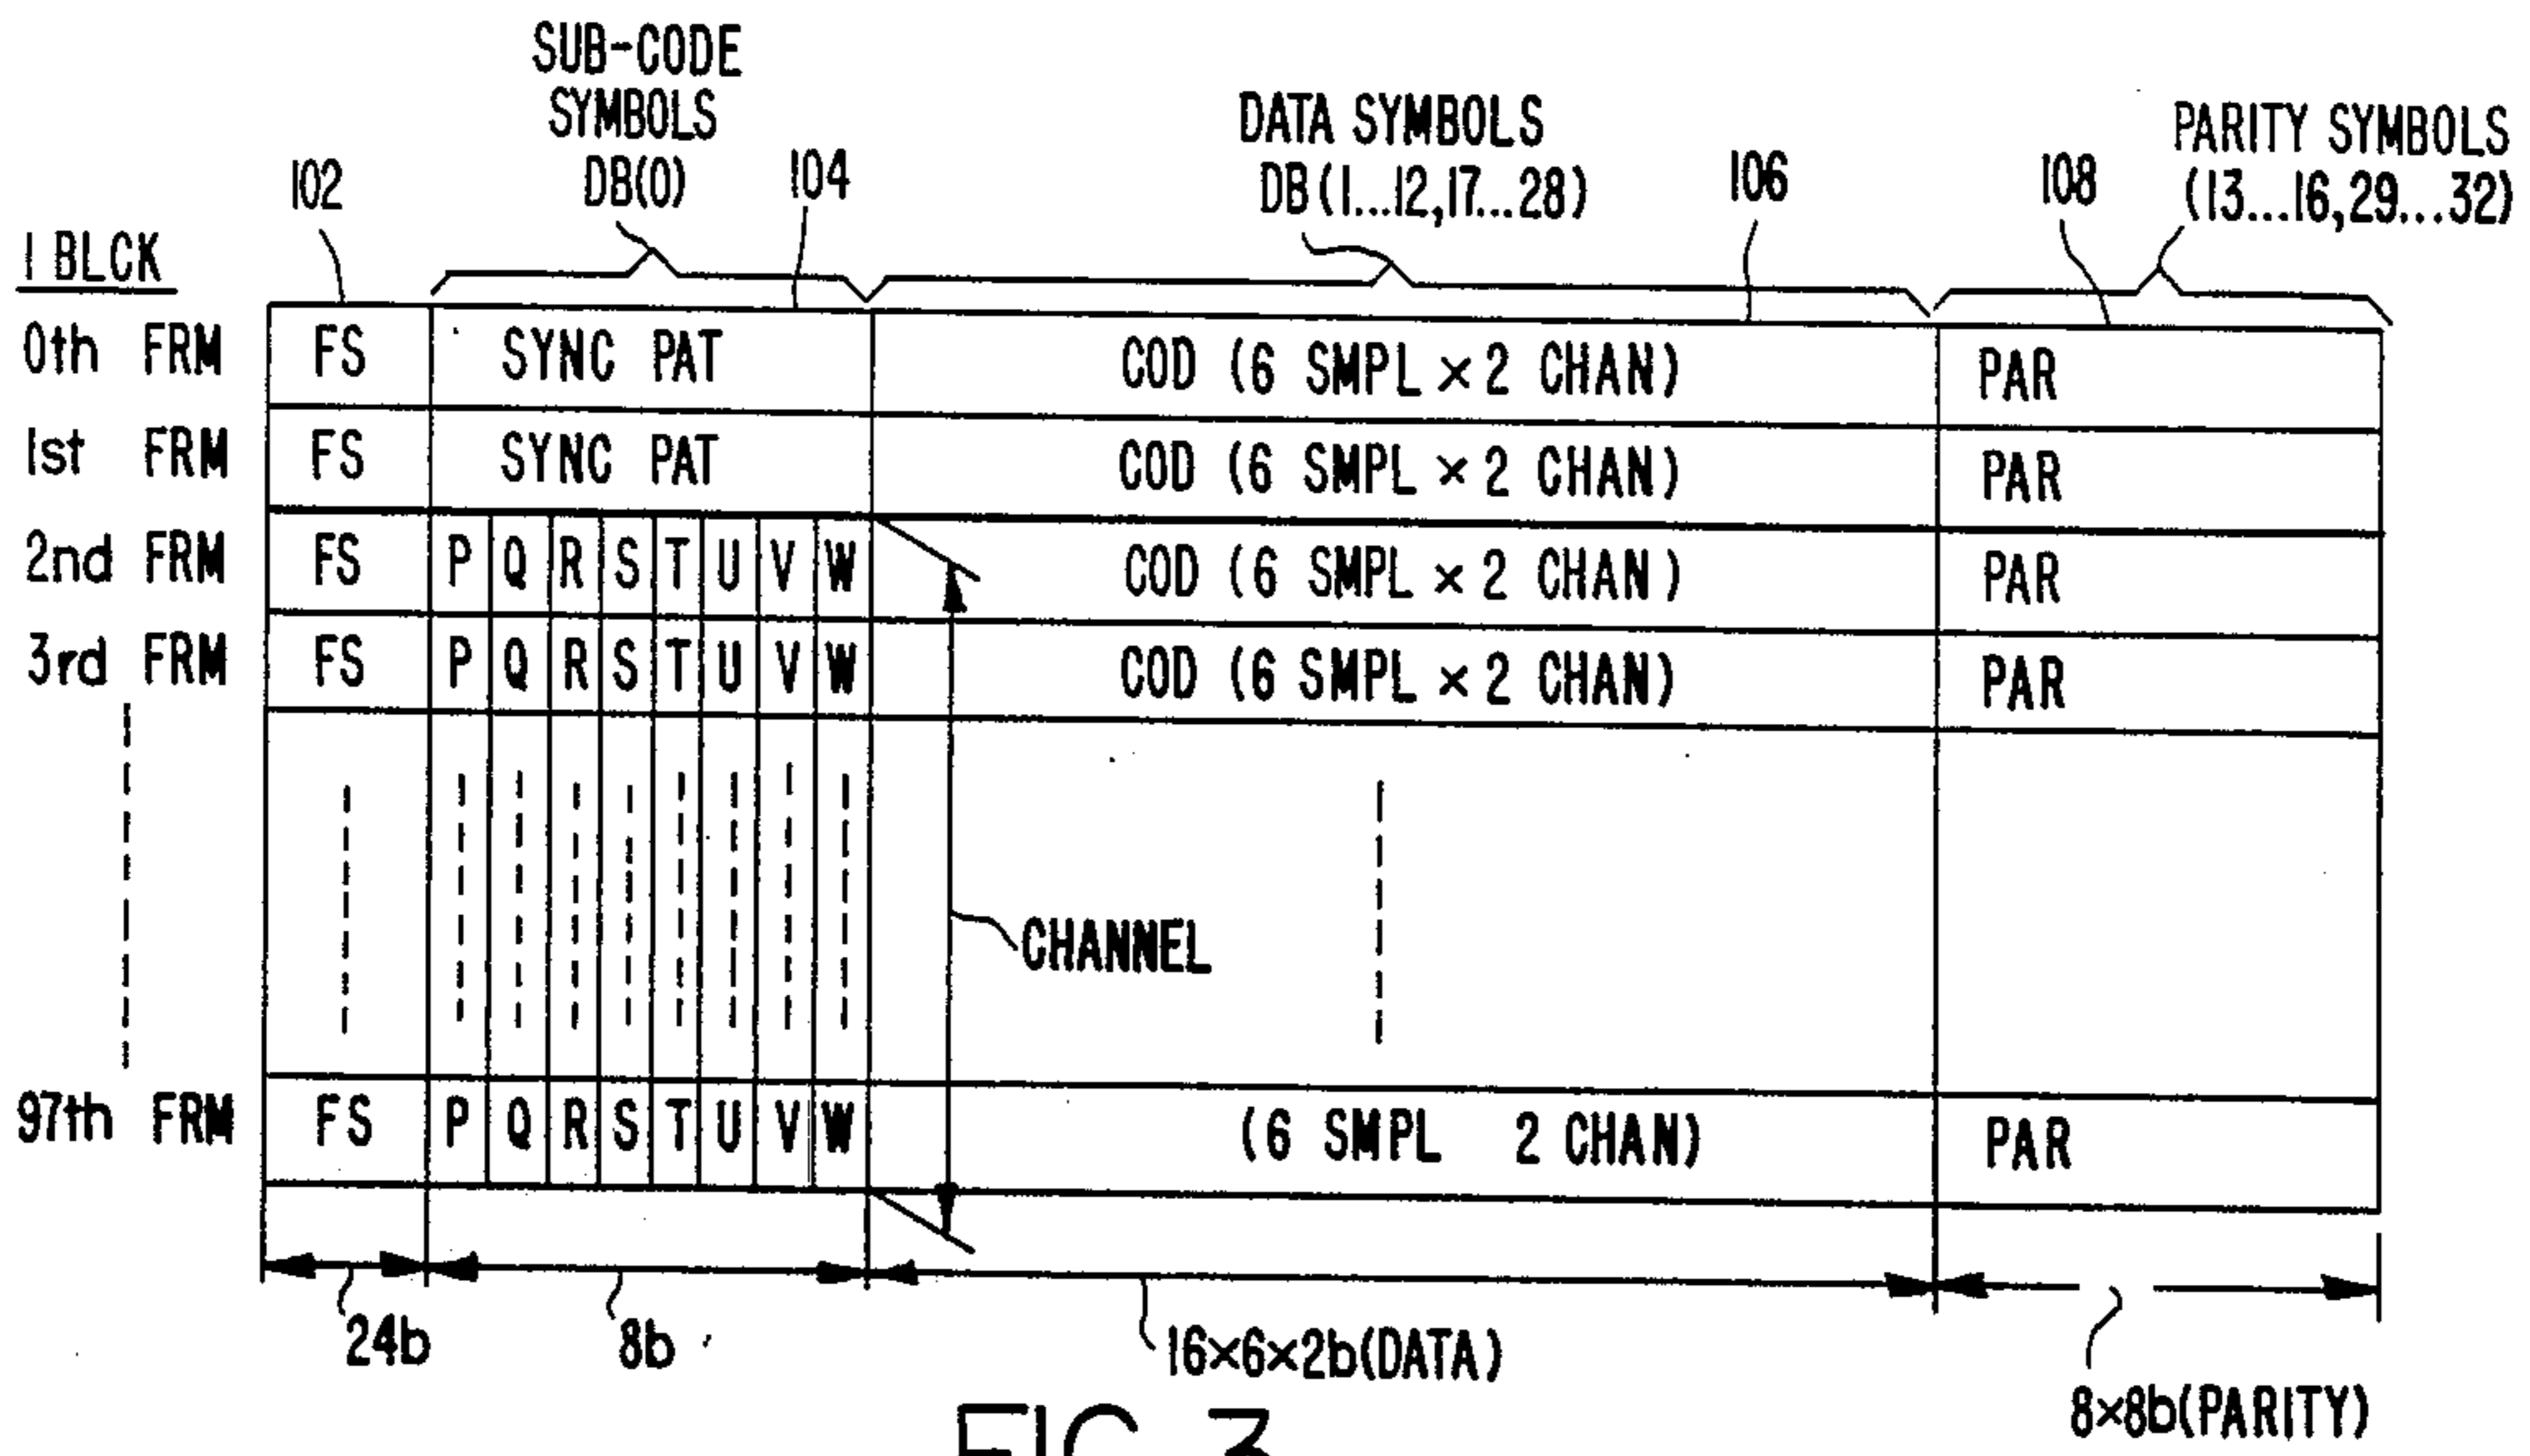 SUB-CODE
SYMBOLS
DB(0)
DATA SYMBOLS
DB(1...12,17...28)
PARITY SYMBOLS
(13...16,29...32)
102
104
106
108
1 BLCK
0th FRM FS SYNC PAT COD (6 SMPL × 2 CHAN) PAR
1st FRM FS SYNC PAT COD (6 SMPL × 2 CHAN) PAR
2nd FRM FS P Q R S T U V W COD (6 SMPL × 2 CHAN) PAR
3rd FRM FS P Q R S T U V W COD (6 SMPL × 2 CHAN) PAR
CHANNEL
97th FRM FS P Q R S T U V W (6 SMPL 2 CHAN) PAR
24b
8b
16×6×2b(DATA)
8×8b(PARITY)
FIG. 3